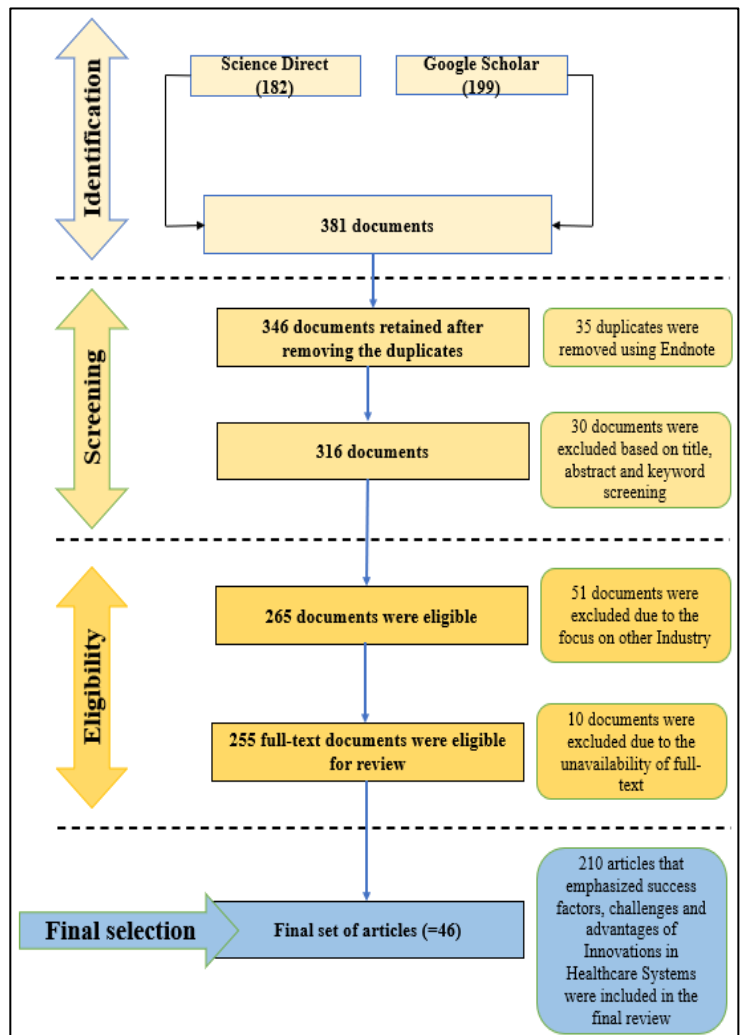 Identification
Science Direct
(182)
Google Scholar
(199)
381 documents
Screening
346 documents retained after
removing the duplicates
35 duplicates were
removed using Endnote
316 documents
30 documents were
excluded based on title,
abstract and keyword
screening
Eligibility
265 documents were eligible
51 documents were
excluded due to the
focus on other Industry
255 full-text documents were eligible
for review
10 documents were
excluded due to the
unavailability of full-
text
Final selection
Final set of articles (=46)
210 articles that
emphasized success
factors, challenges and
advantages of
Innovations in
Healthcare Systems
were included in the
final review